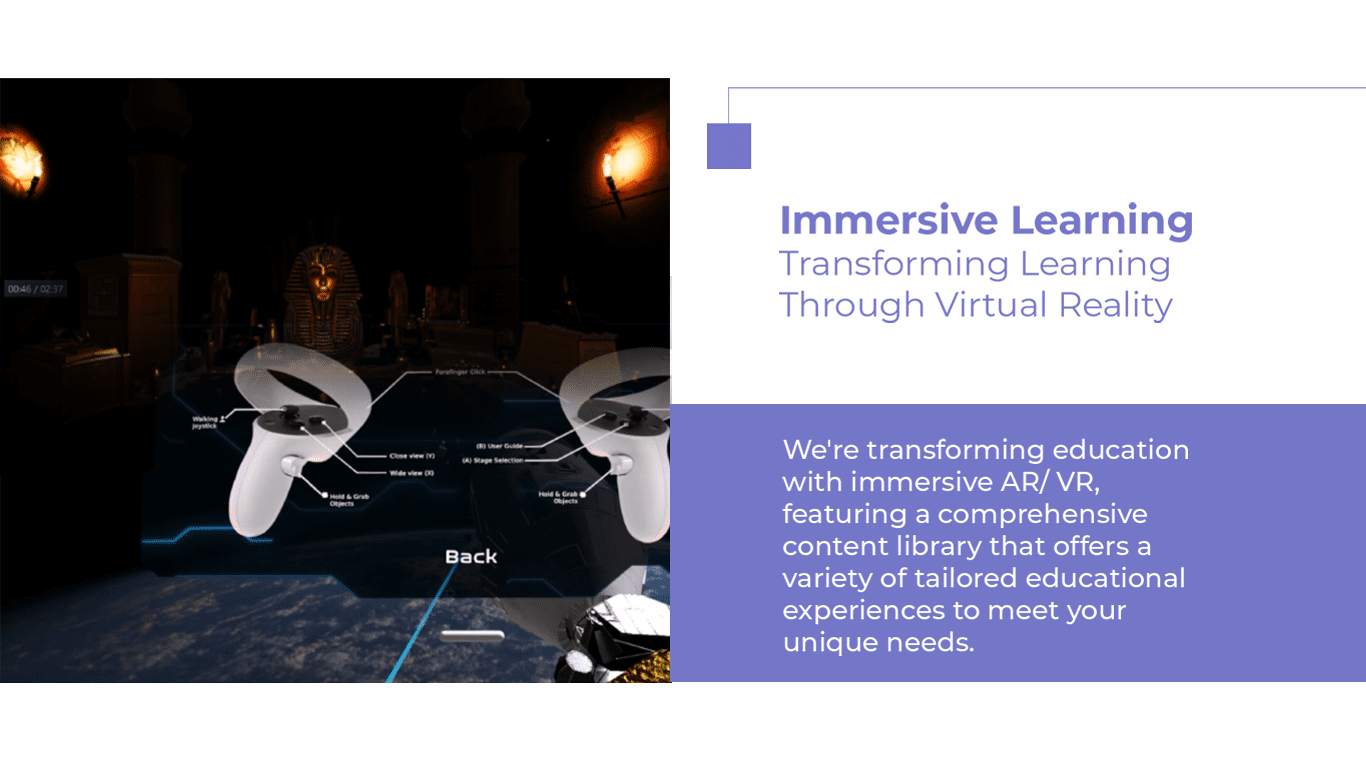 Immersive Learning
Transforming Learning
Through Virtual Reality
We're transforming education
with immersive AR/ VR,
featuring a comprehensive
content library that offers a
variety of tailored educational
experiences to meet your
unique needs.
00:46 / 02:37
Forefinger Click
Walking
Joystick
Close view (Y)
Wide view (X)
Hold & Grab
Objects
(B) User Guide
(A) Stage Selection
Hold & Grab
Objects
Back